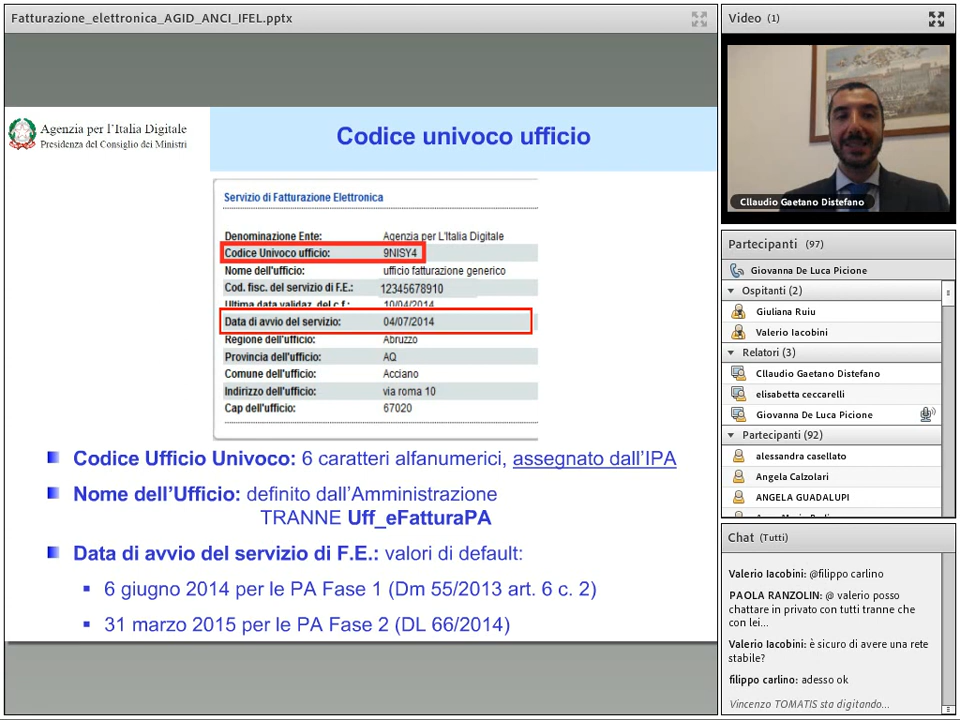 Fatturazione_elettronica_AGID_ANCI_IFEL.pptx
Agenzia per l'Italia Digitale
Presidenza del Consiglio dei Ministri
Codice univoco ufficio
Servizio di Fatturazione Elettronica
Denominazione Ente: Agenzia per L'Italia Digitale
Codice Univoco ufficio: 9NISY4
Nome dell'ufficio: ufficio fatturazione generico
Cod. fisc. del servizio di F.E.: 12345678910
Ultima data validaz. del c.f.: 10/04/2014
Data di avvio del servizio: 04/07/2014
Regione dell'ufficio: Abruzzo
Provincia dell'ufficio: AQ
Comune dell'ufficio: Acciano
Indirizzo dell'ufficio: via roma 10
Cap dell'ufficio: 67020
Codice Ufficio Univoco: 6 caratteri alfanumerici, assegnato dall'IPA
Nome dell'Ufficio: definito dall'Amministrazione
TRANNE Uff_eFatturaPA
Data di avvio del servizio di F.E.: valori di default:
6 giugno 2014 per le PA Fase 1 (Dm 55/2013 art. 6 c. 2)
31 marzo 2015 per le PA Fase 2 (DL 66/2014)
Video (1)
Cllaudio Gaetano Distefano
Partecipanti (97)
Giovanna De Luca Picione
Ospitanti (2)
Giuliana Ruiu
Valerio Iacobini
Relatori (3)
Cllaudio Gaetano Distefano
elisabetta ceccarelli
Giovanna De Luca Picione
Partecipanti (92)
alessandra casellato
Angela Calzolari
ANGELA GUADALUPI
Chat (Tutti)
Valerio Iacobini: @filippo carlino
PAOLA RANZOLIN: @ valerio posso
chattare in privato con tutti tranne che
con lei...
Valerio Iacobini: è sicuro di avere una rete
stabile?
filippo carlino: adesso ok
Vincenzo TOMATIS sta digitando...